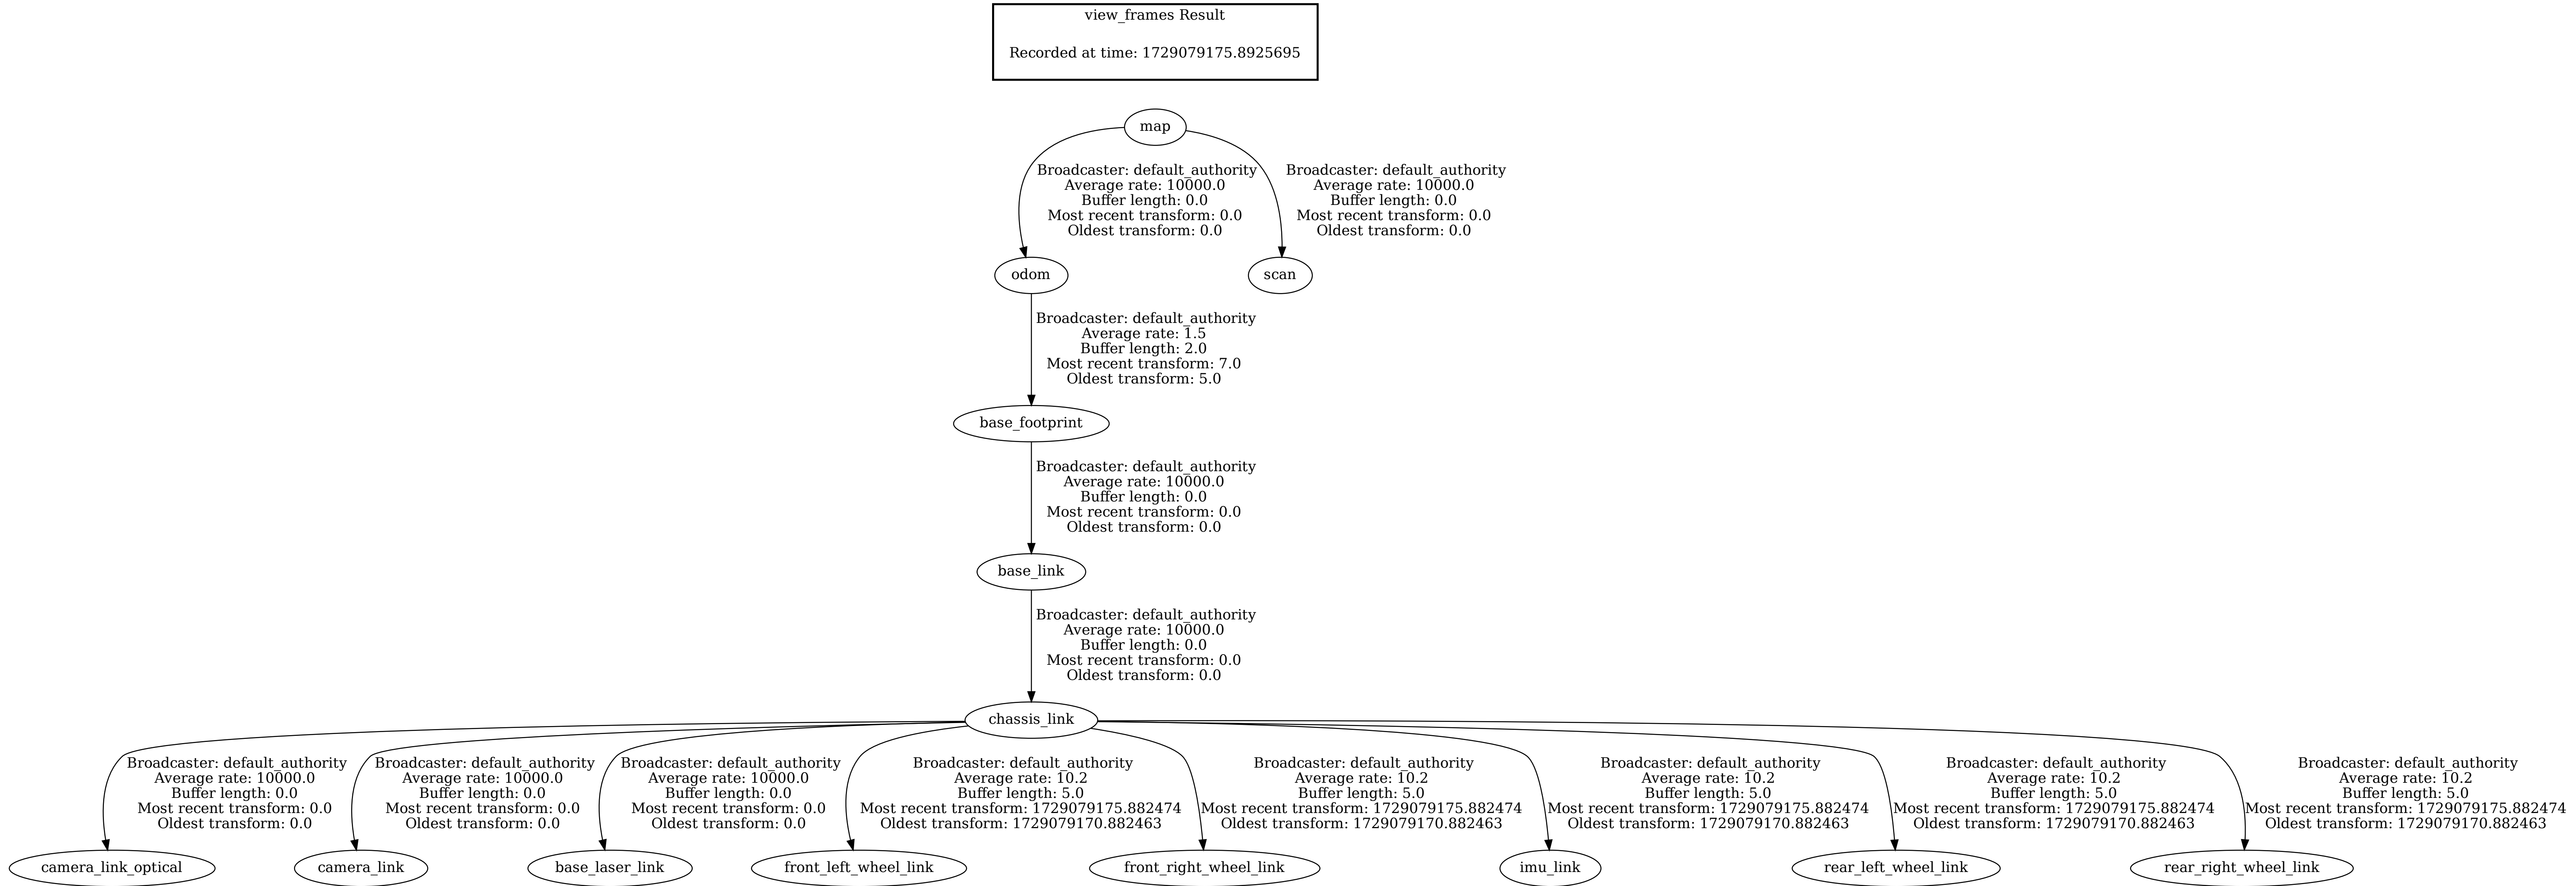 view_frames Result
Recorded at time: 1729079175.8925695
map
Broadcaster: default_authority
Average rate: 10000.0
Buffer length: 0.0
Most recent transform: 0.0
Oldest transform: 0.0
Broadcaster: default_authority
Average rate: 10000.0
Buffer length: 0.0
Most recent transform: 0.0
Oldest transform: 0.0
odom
scan
Broadcaster: default_authority
Average rate: 1.5
Buffer length: 2.0
Most recent transform: 7.0
Oldest transform: 5.0
base_footprint
Broadcaster: default_authority
Average rate: 10000.0
Buffer length: 0.0
Most recent transform: 0.0
Oldest transform: 0.0
base_link
Broadcaster: default_authority
Average rate: 10000.0
Buffer length: 0.0
Most recent transform: 0.0
Oldest transform: 0.0
chassis_link
Broadcaster: default_authority
Average rate: 10000.0
Buffer length: 0.0
Most recent transform: 0.0
Oldest transform: 0.0
Broadcaster: default_authority
Average rate: 10000.0
Buffer length: 0.0
Most recent transform: 0.0
Oldest transform: 0.0
Broadcaster: default_authority
Average rate: 10000.0
Buffer length: 0.0
Most recent transform: 0.0
Oldest transform: 0.0
Broadcaster: default_authority
Average rate: 10.2
Buffer length: 5.0
Most recent transform: 1729079175.882474
Oldest transform: 1729079170.882463
Broadcaster: default_authority
Average rate: 10.2
Buffer length: 5.0
Most recent transform: 1729079175.882474
Oldest transform: 1729079170.882463
Broadcaster: default_authority
Average rate: 10.2
Buffer length: 5.0
Most recent transform: 1729079175.882474
Oldest transform: 1729079170.882463
Broadcaster: default_authority
Average rate: 10.2
Buffer length: 5.0
Most recent transform: 1729079175.882474
Oldest transform: 1729079170.882463
Broadcaster: default_authority
Average rate: 10.2
Buffer length: 5.0
Most recent transform: 1729079175.882474
Oldest transform: 1729079170.882463
camera_link_optical
camera_link
base_laser_link
front_left_wheel_link
front_right_wheel_link
imu_link
rear_left_wheel_link
rear_right_wheel_link